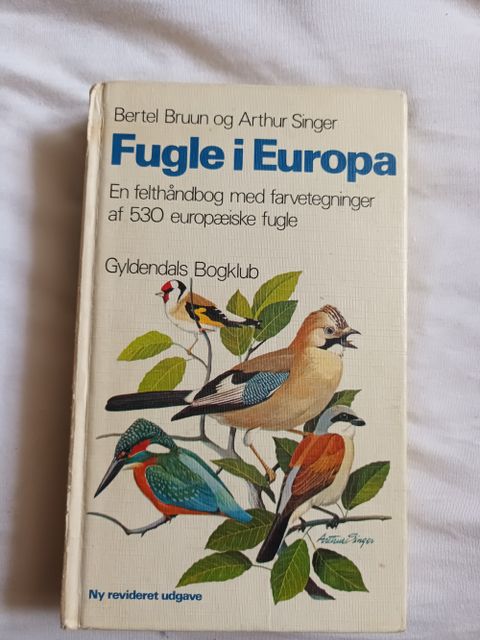 Bertel Bruun og Arthur Singer
Fugle i Europa
En felthåndbog med farvetegninger
af 530 europæiske fugle
Gyldendals Bogklub
Arthur Singer
Ny revideret udgave